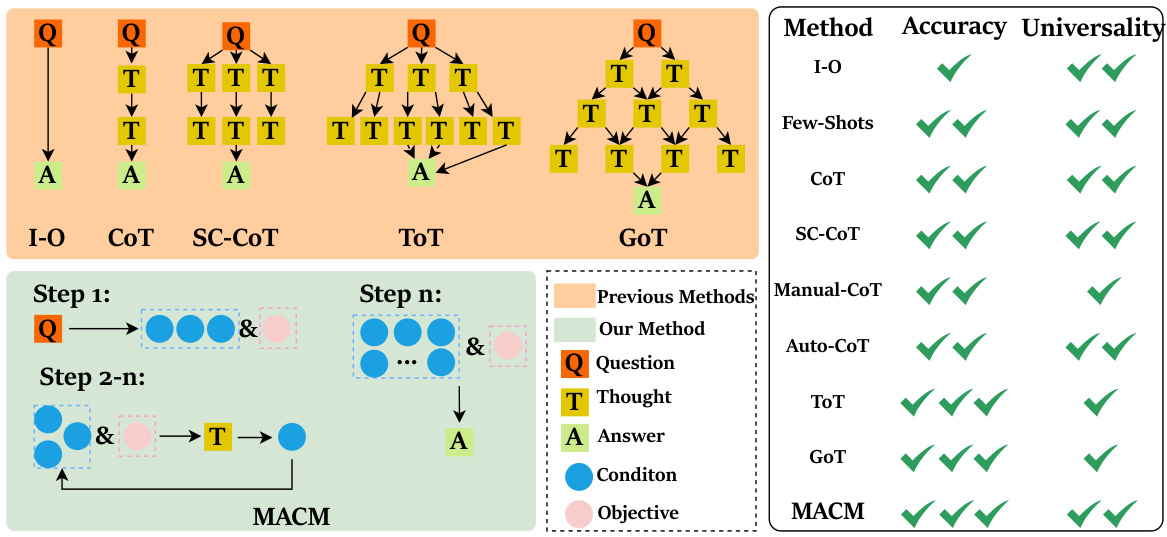 Q Q Q Q Q
T T T T T T T T T T
T T T T T T T
T T T T T T T T T T
A A A A
A
I-O CoT SC-CoT ToT GoT
Step 1:
Q &
Step 2-n:
& T
Step n:
... &
A
MACM
Previous Methods
Our Method
Q Question
T Thought
A Answer
Conditon
Objective
Method Accuracy Universality
I-O
Few-Shots
CoT
SC-CoT
Manual-CoT
Auto-CoT
ToT
GoT
MACM